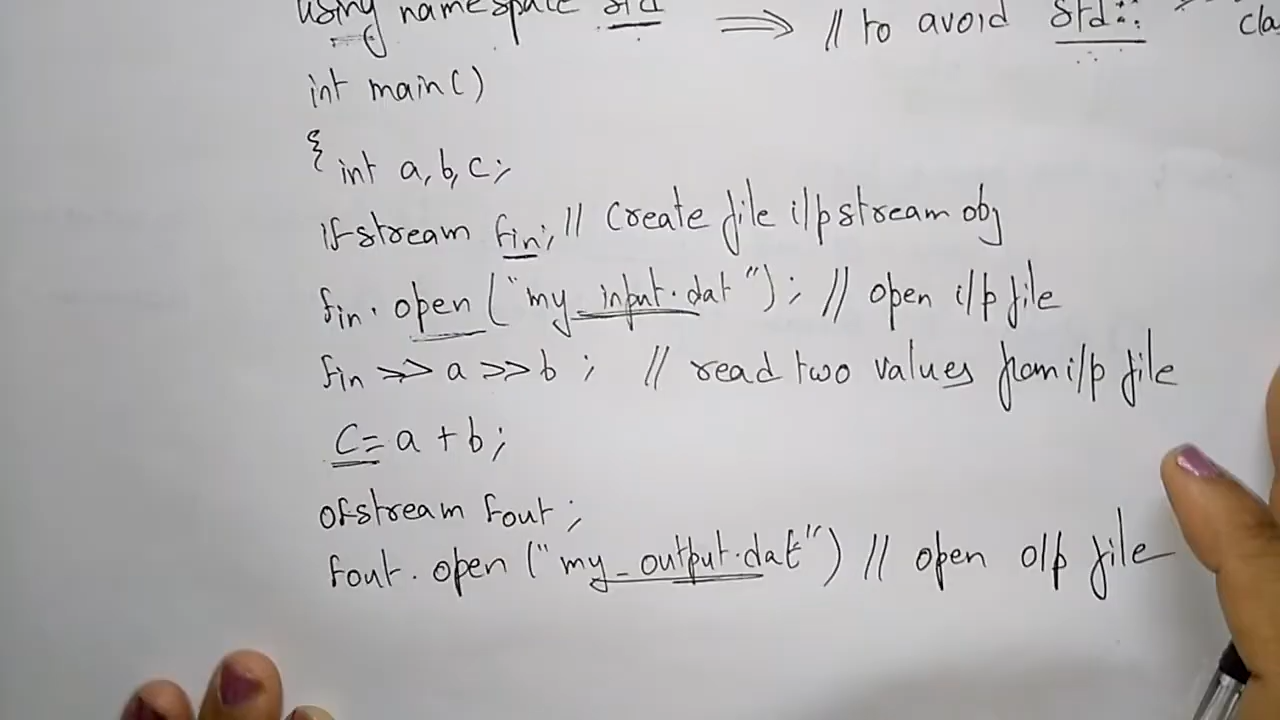 using namespace std ⟹ // to avoid std:: cla
int main()
{ int a, b, c;
ifstream fin; // Create file i/p stream obj
fin. open ("my_input.dat"); // open i/p file
fin >> a >> b ; // read two values from i/p file
C= a + b;
ofstream fout ;
fout. open ("my_output.dat") // open o/p file